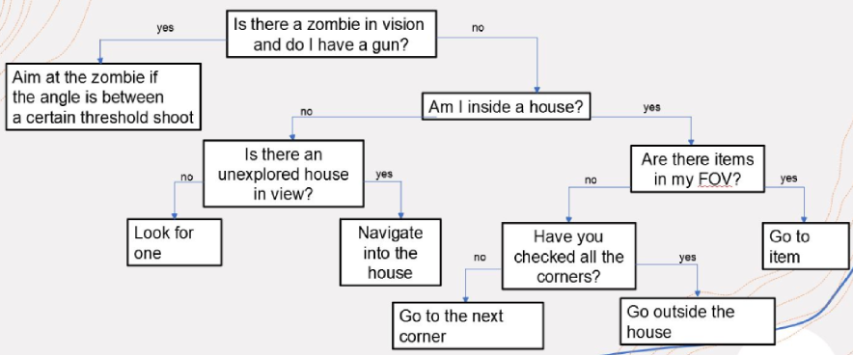 Is there a zombie in vision
and do I have a gun?
yes
no
Aim at the zombie if
the angle is between
a certain threshold shoot
Am I inside a house?
no
yes
Is there an
unexplored house
in view?
no
yes
Are there items
in my FOV?
no
yes
Look for
one
Navigate
into the
house
Have you
checked all the
corners?
no
yes
Go to
item
Go to the next
corner
Go outside the
house